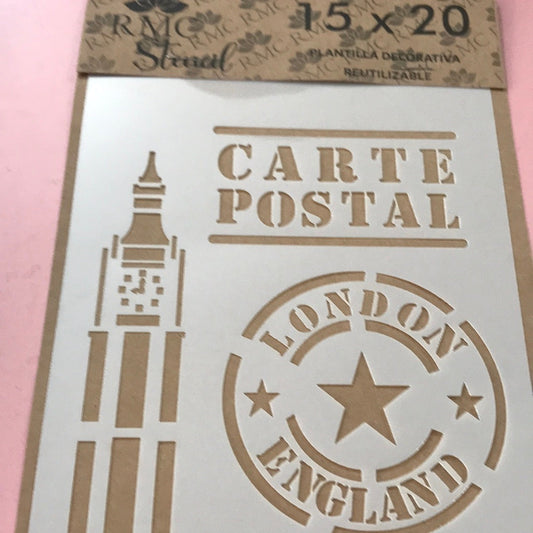 RMC
Stencil
15 x 20
PLANTILLA DECORATIVA
REUTILIZABLE
CARTE
POSTAL
LONDON
ENGLAND